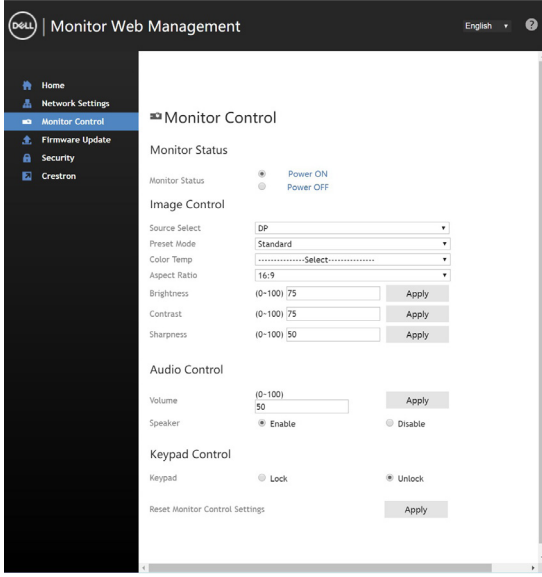 DELL | Monitor Web Management English ?
Home
Network Settings
Monitor Control
Firmware Update
Security
Crestron
Monitor Control
Monitor Status
Monitor Status Power ON
Power OFF
Image Control
Source Select DP
Preset Mode Standard
Color Temp ---------------Select---------------
Aspect Ratio 16:9
Brightness (0~100) 75 Apply
Contrast (0~100) 75 Apply
Sharpness (0~100) 50 Apply
Audio Control
(0~100)
Volume 50 Apply
Speaker Enable Disable
Keypad Control
Keypad Lock Unlock
Reset Monitor Control Settings Apply